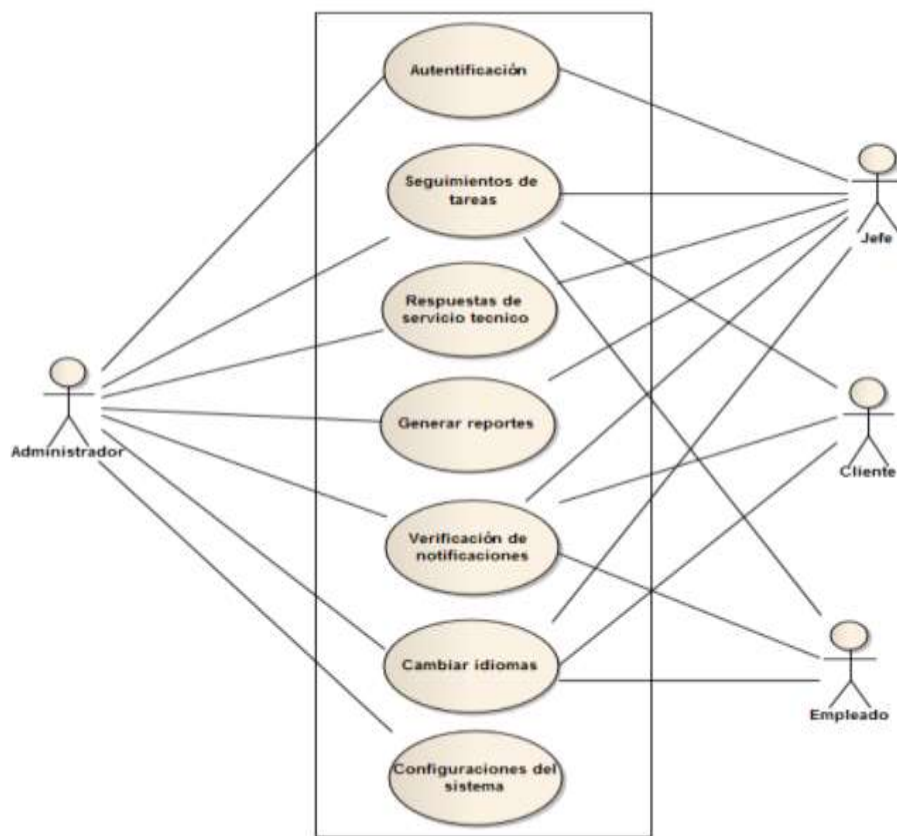 Autentificación
Seguimientos de
tareas
Jefe
Respuestas de
servicio tecnico
Administrador
Generar reportes
Cliente
Verificación de
notificaciones
Cambiar idiomas
Empleado
Configuraciones del
sistema